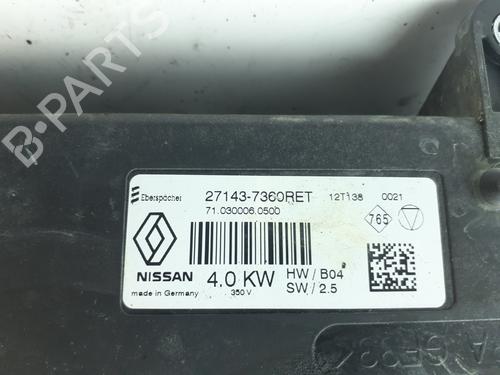 B-PARTS
Eberspächer 27143-7360RET 12T138 0021
71.030006.0500
765
NISSAN 4.0 KW HW / B04
SW / 2.5
made in Germany 350 V